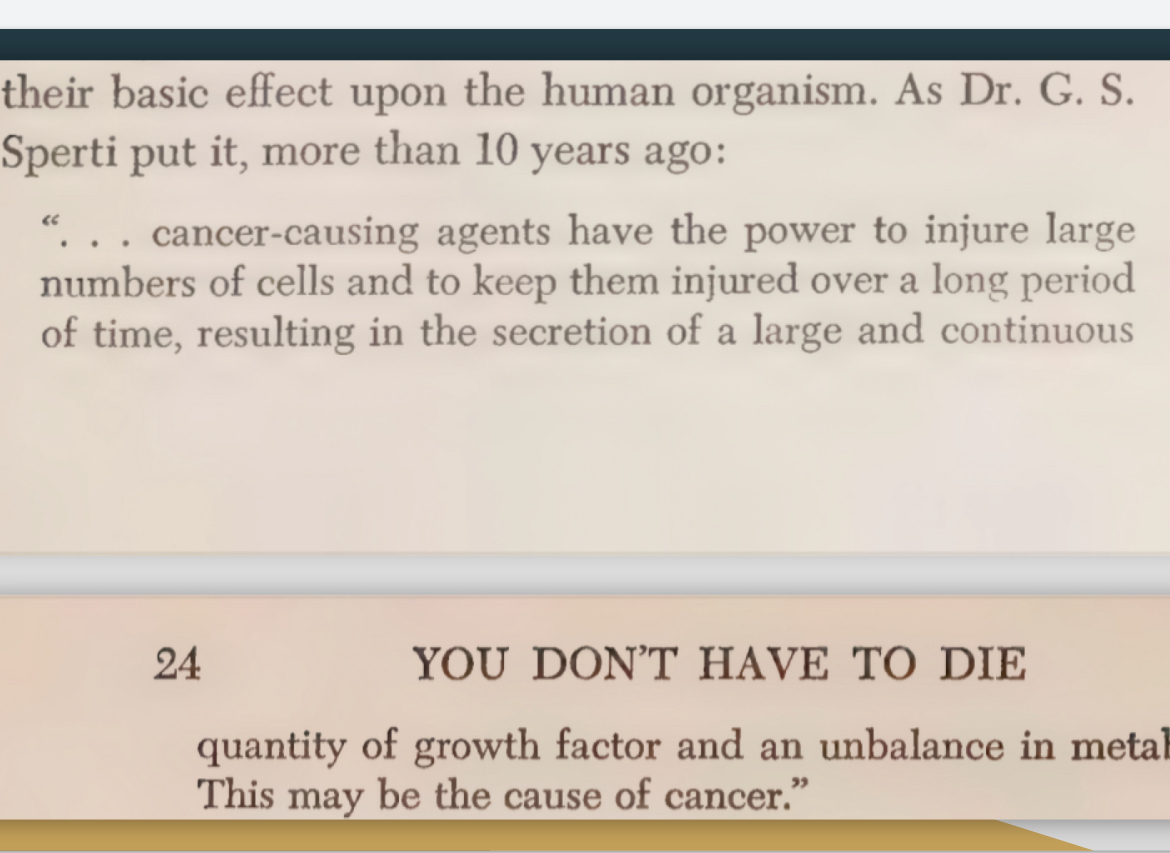 their basic effect upon the human organism. As Dr. G. S.
Sperti put it, more than 10 years ago:
“. . . cancer-causing agents have the power to injure large
numbers of cells and to keep them injured over a long period
of time, resulting in the secretion of a large and continuous
24 YOU DON’T HAVE TO DIE
quantity of growth factor and an unbalance in metab
This may be the cause of cancer.”